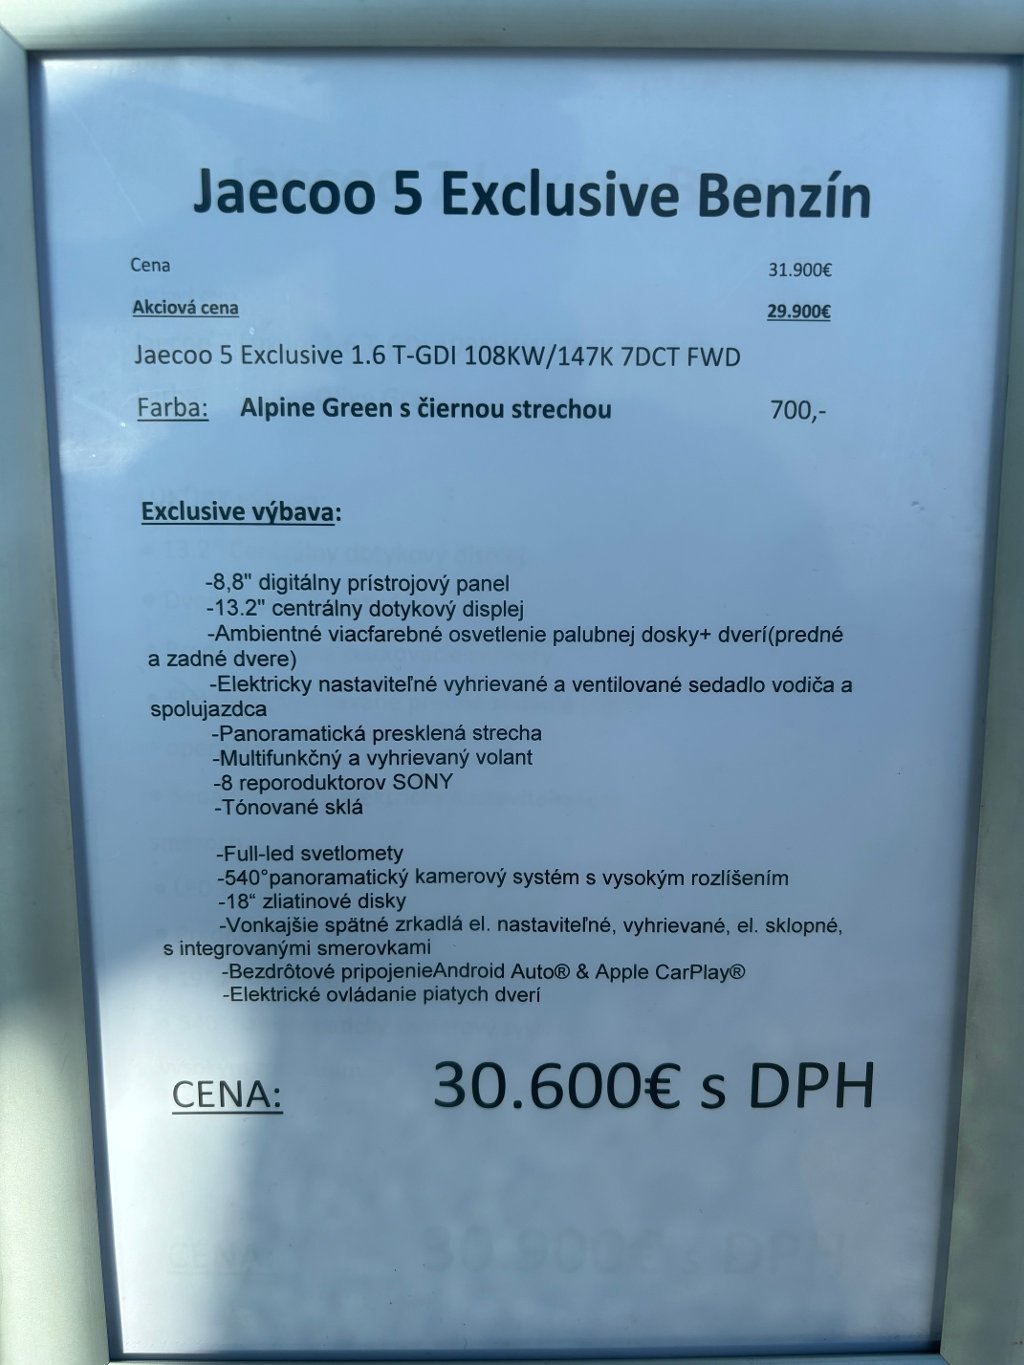 Jaecoo 5 Exclusive Benzín
Cena 31.900€
Akciová cena 29.900€
Jaecoo 5 Exclusive 1.6 T-GDI 108KW/147K 7DCT FWD
Farba: Alpine Green s čiernou strechou 700,-
Exclusive výbava:
-8,8" digitálny prístrojový panel
-13.2" centrálny dotykový displej
-Ambientné viacfarebné osvetlenie palubnej dosky+ dverí(predné
a zadné dvere)
-Elektricky nastaviteľné vyhrievané a ventilované sedadlo vodiča a
spolujazdca
-Panoramatická presklená strecha
-Multifunkčný a vyhrievaný volant
-8 reporoduktorov SONY
-Tónované sklá
-Full-led svetlomety
-540°panoramatický kamerový systém s vysokým rozlíšením
-18“ zliatinové disky
-Vonkajšie spätné zrkadlá el. nastaviteľné, vyhrievané, el. sklopné,
s integrovanými smerovkami
-Bezdrôtové pripojenieAndroid Auto® & Apple CarPlay®
-Elektrické ovládanie piatych dverí
CENA: 30.600€ s DPH
CENA: 30.900€ s DPH